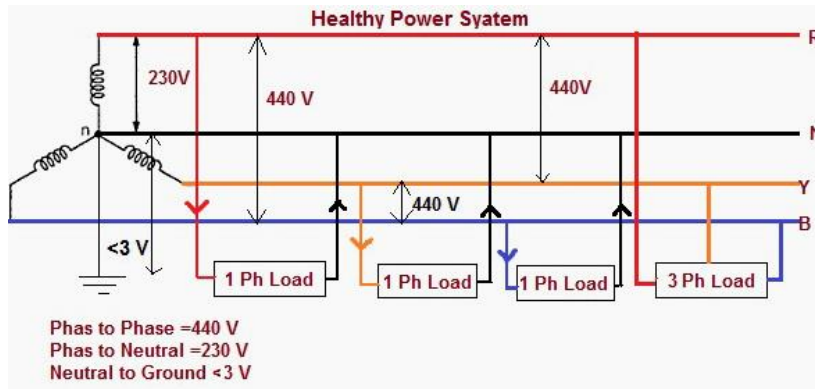 Healthy Power Syatem
R
230V
440 V
440V
n
N
Y
440 V
B
<3 V
1 Ph Load
1 Ph Load
1 Ph Load
3 Ph Load
Phas to Phase =440 V
Phas to Neutral =230 V
Neutral to Ground <3 V